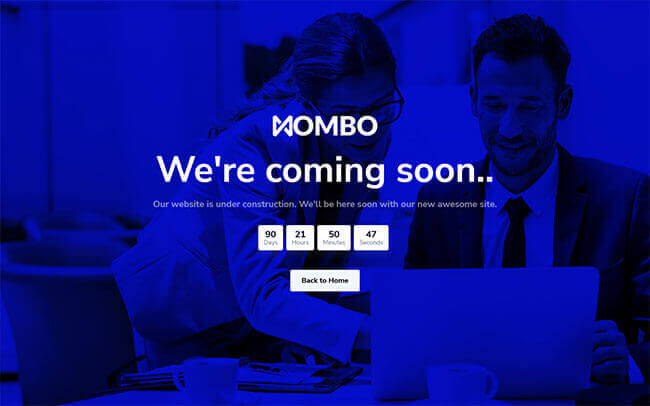 MOMBO
We're coming soon..
Our website is under construction. We'll be here soon with our new awesome site.
90 21 50 47
Days Hours Minutes Seconds
Back to Home